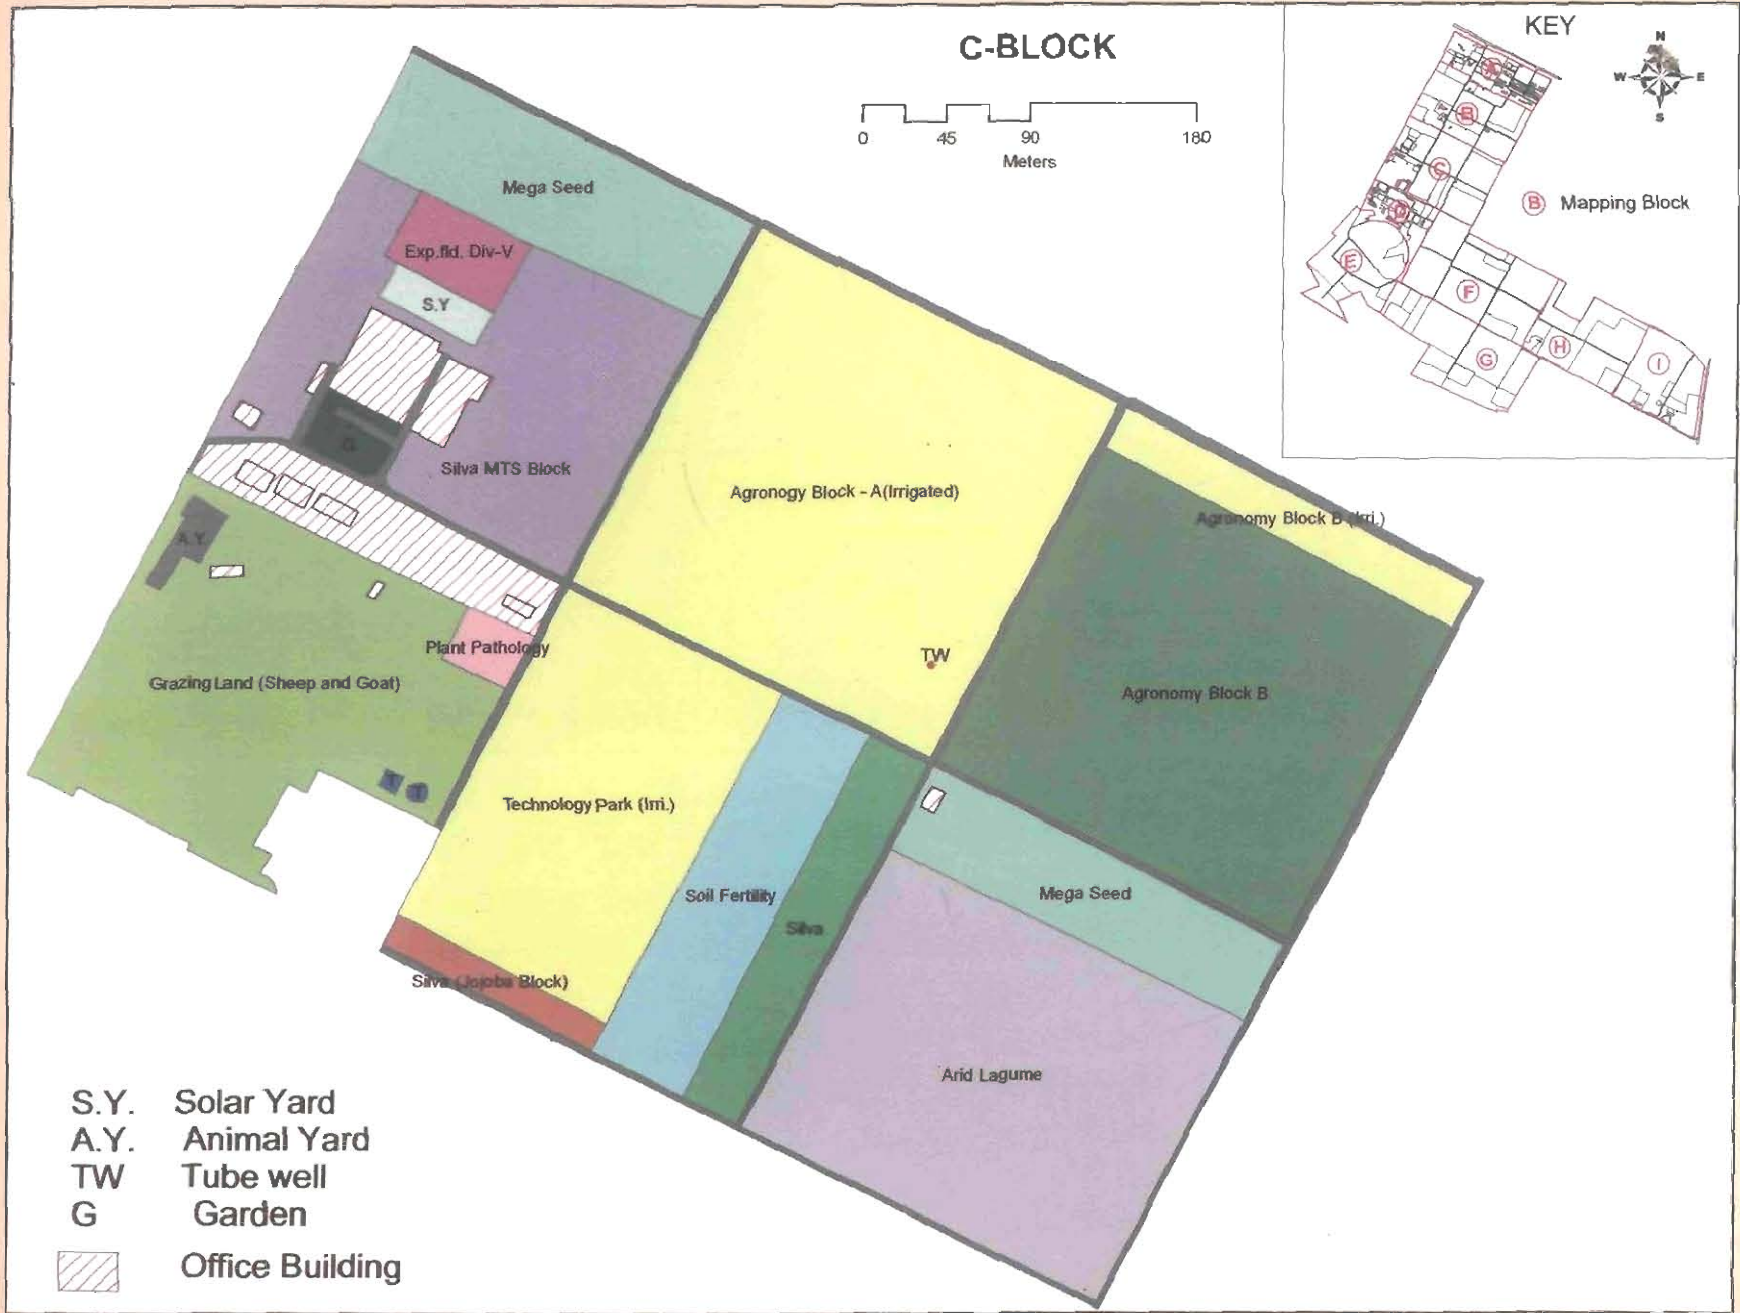 C-BLOCK
0 45 90 180
Meters
KEY
N
W E
S
A
B
C
D
E
F
G
H
I
B Mapping Block
Mega Seed
Exp.fld. Div-V
S.Y
G
Silva MTS Block
Agronogy Block - A(Irrigated)
Agronomy Block B (Irri.)
A.Y.
Plant Pathology
TW
Grazing Land (Sheep and Goat)
Agronomy Block B
Technology Park (Irri.)
Soil Fertility
Mega Seed
Silva
Silva (Jojoba Block)
Arid Lagume
S.Y. Solar Yard
A.Y. Animal Yard
TW Tube well
G Garden
Office Building